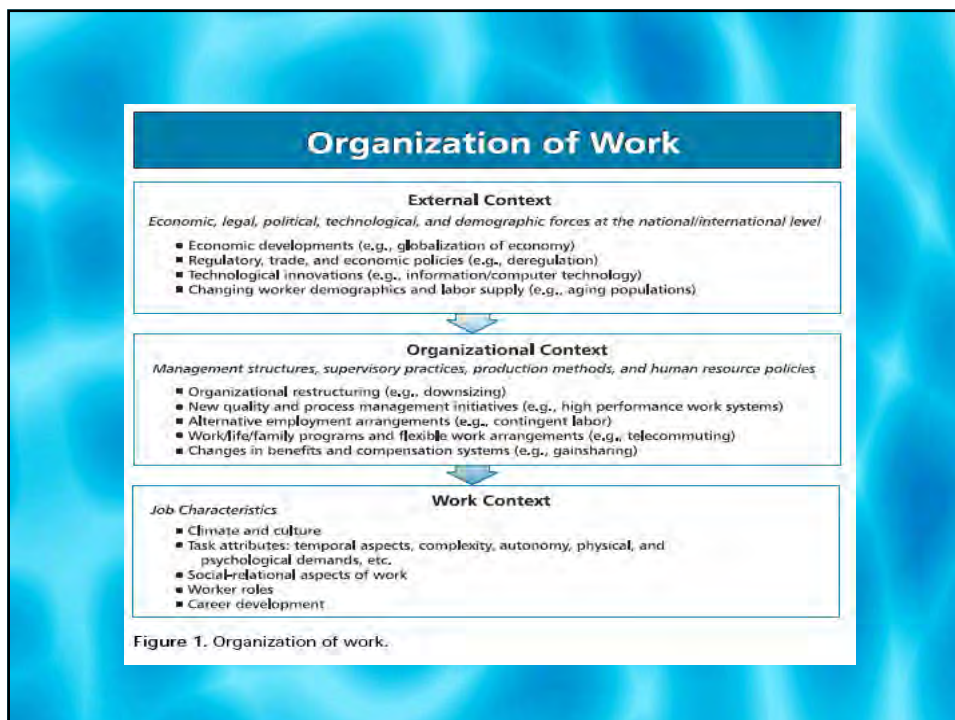 Organization of Work
External Context
Economic, legal, political, technological, and demographic forces at the national/international level
▪ Economic developments (e.g., globalization of economy)
▪ Regulatory, trade, and economic policies (e.g., deregulation)
▪ Technological innovations (e.g., information/computer technology)
▪ Changing worker demographics and labor supply (e.g., aging populations)
Organizational Context
Management structures, supervisory practices, production methods, and human resource policies
▪ Organizational restructuring (e.g., downsizing)
▪ New quality and process management initiatives (e.g., high performance work systems)
▪ Alternative employment arrangements (e.g., contingent labor)
▪ Work/life/family programs and flexible work arrangements (e.g., telecommuting)
▪ Changes in benefits and compensation systems (e.g., gainsharing)
Work Context
Job Characteristics
▪ Climate and culture
▪ Task attributes: temporal aspects, complexity, autonomy, physical, and
psychological demands, etc.
▪ Social-relational aspects of work
▪ Worker roles
▪ Career development
Figure 1. Organization of work.